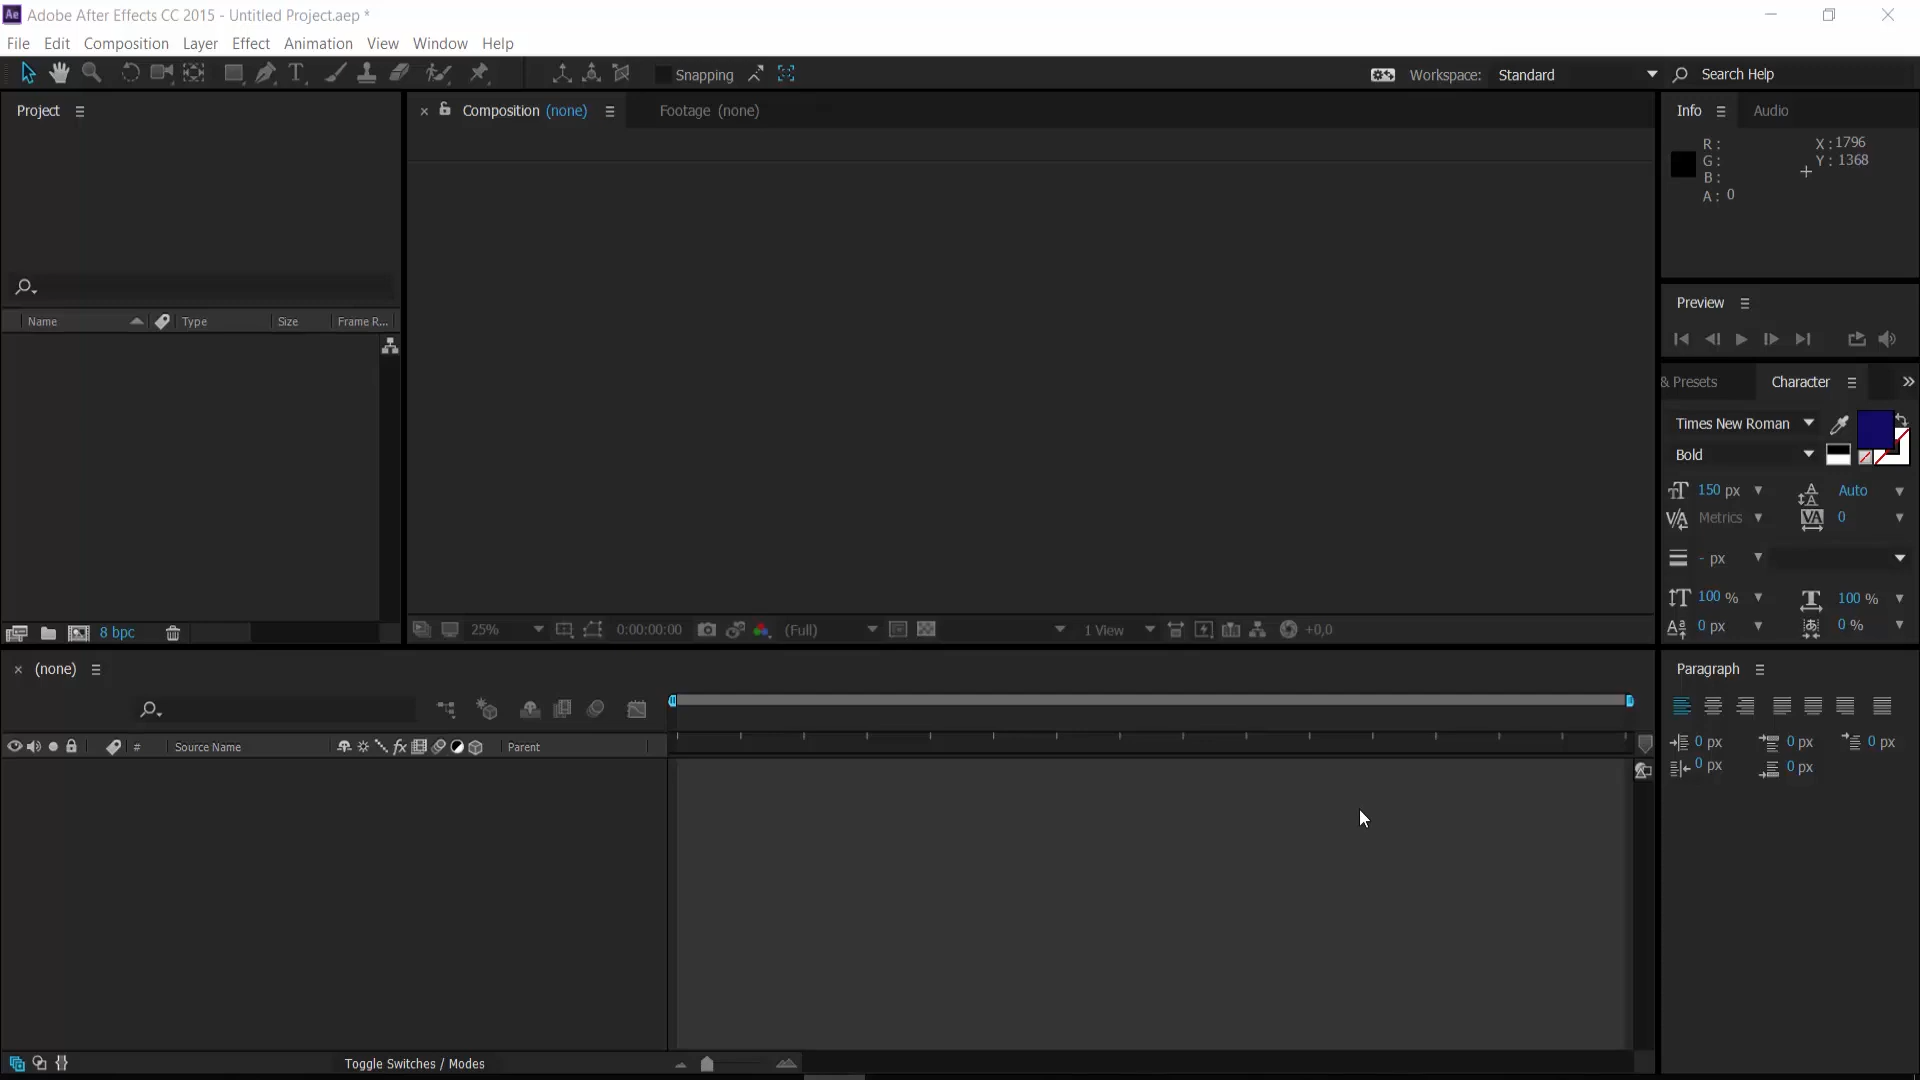 Adobe After Effects CC 2015 - Untitled Project.aep *
File Edit Composition Layer Effect Animation View Window Help
Snapping
Workspace: Standard
Search Help
Project
Name Type Size Frame R...
8 bpc
Composition (none)
Footage (none)
25% 0:00:00:00 (Full) 1 View +0,0
Info Audio
R :
G :
B :
A : 0
X : 1796
Y : 1368
Preview
& Presets Character
Times New Roman
Bold
150 px Auto
Metrics 0
- px
100 % 100 %
0 px 0 %
(none)
# Source Name Parent
Toggle Switches / Modes
Paragraph
0 px 0 px 0 px
0 px 0 px